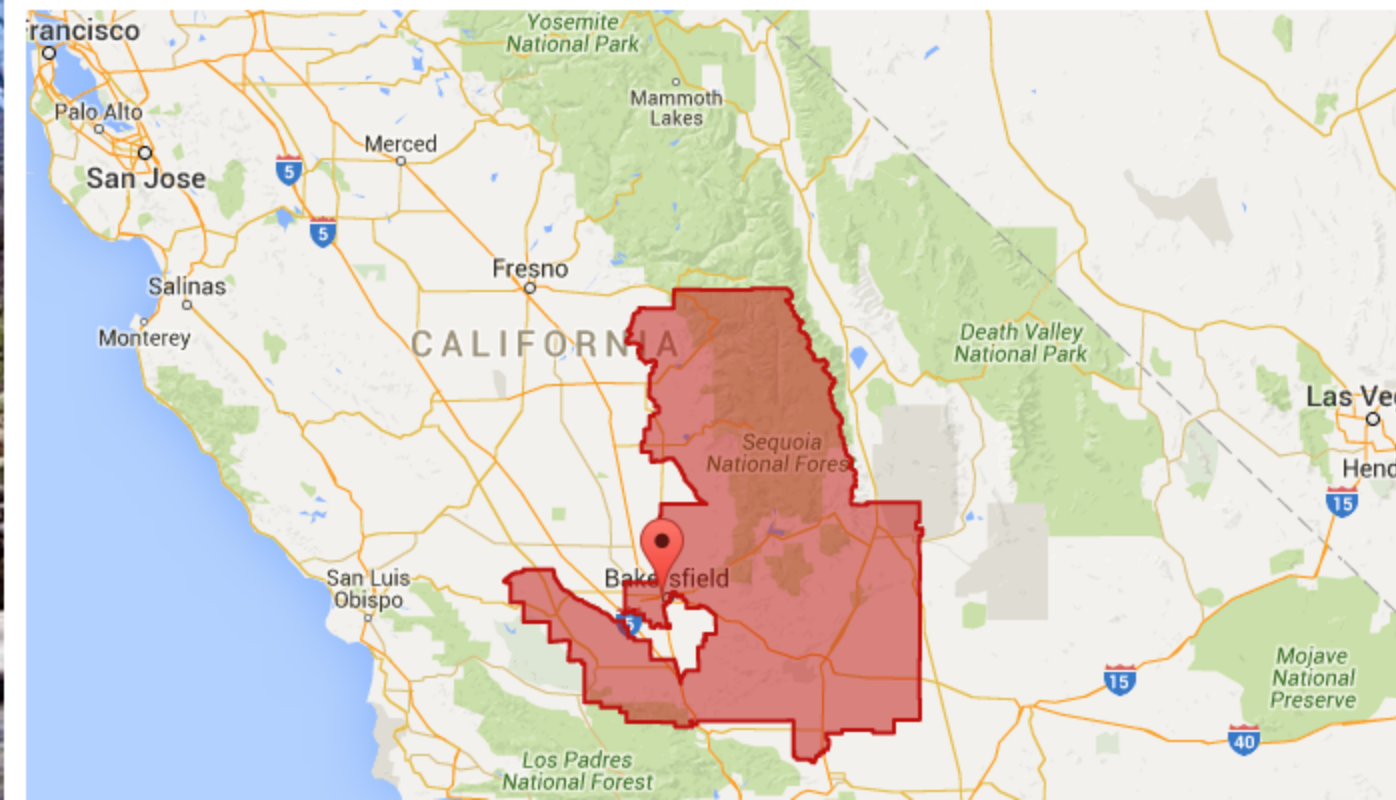 rancisco
Yosemite
National Park
Mammoth
Lakes
Palo Alto
Merced
5
San Jose
5
Fresno
Salinas
Monterey
CALIFORNIA
Death Valley
National Park
Las Ve
Sequoia
National Fores
Hend
15
Bakersfield
San Luis
Obispo
5
Mojave
National
Preserve
15
40
Los Padres
National Forest